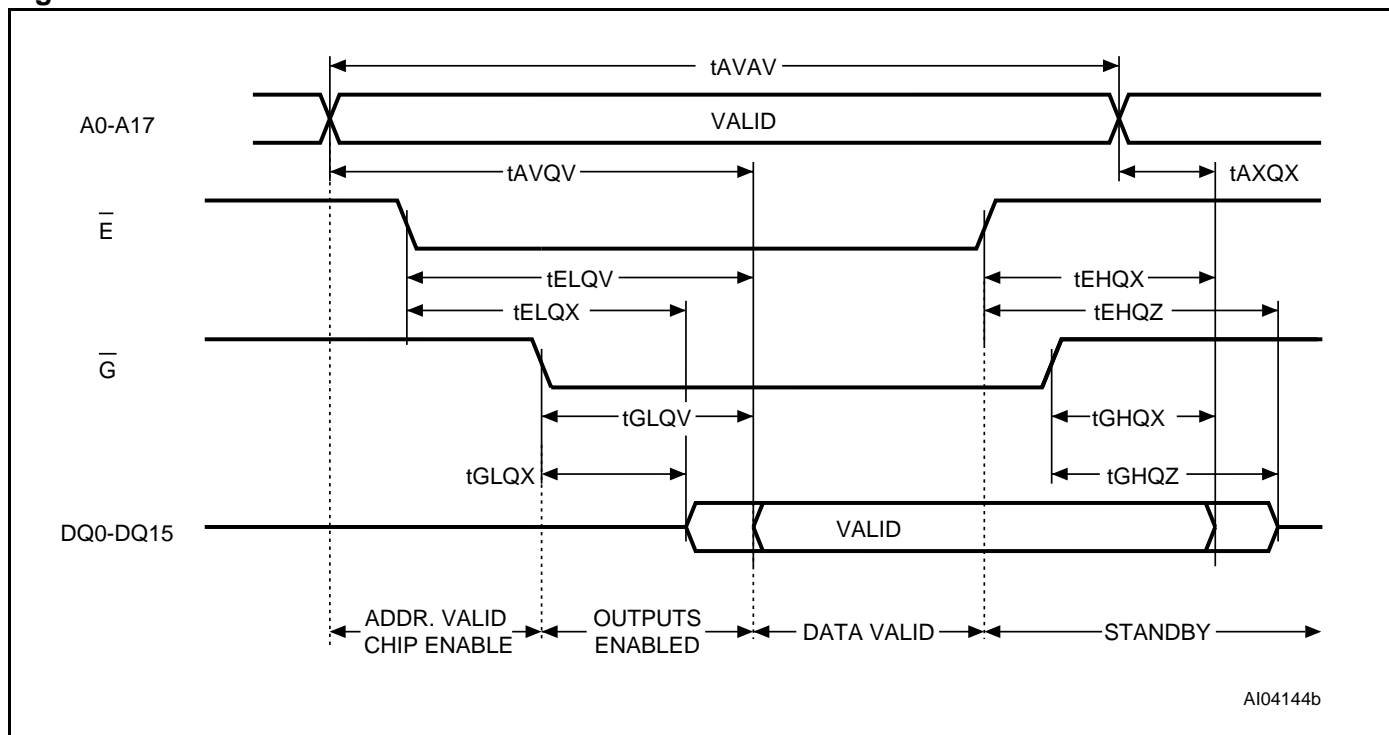 tAVAV
A0-A17
VALID
tAVQV
tAXQX
E
tELQV
tEHQX
tELQX
tEHQZ
G
tGLQV
tGHQX
tGLQX
tGHQZ
DQ0-DQ15
VALID
ADDR. VALID
CHIP ENABLE
OUTPUTS
ENABLED
DATA VALID
STANDBY
AI04144b